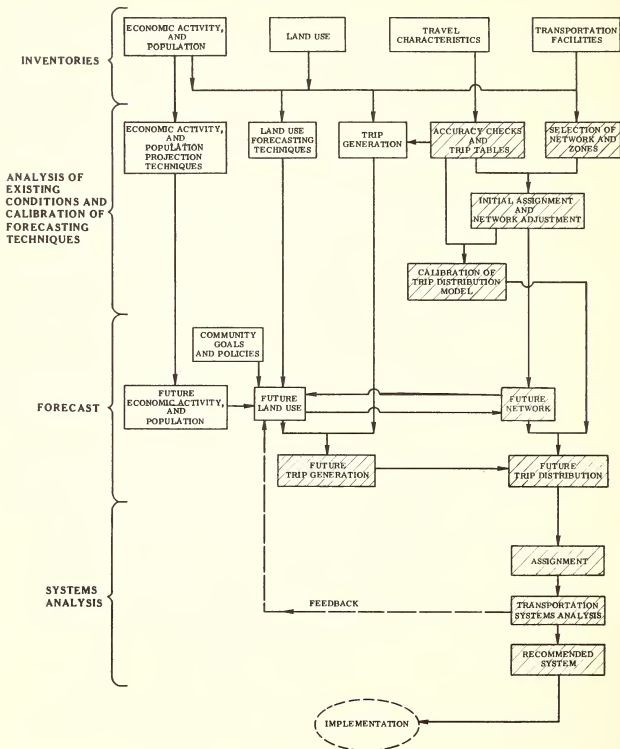 INVENTORIES
ECONOMIC ACTIVITY,
AND
POPULATION
LAND USE
TRAVEL
CHARACTERISTICS
TRANSPORTATION
FACILITIES
ANALYSIS OF
EXISTING
CONDITIONS AND
CALIBRATION OF
FORECASTING
TECHNIQUES
ECONOMIC ACTIVITY,
AND
POPULATION
PROJECTION
TECHNIQUES
LAND USE
FORECASTING
TECHNIQUES
TRIP
GENERATION
ACCURACY CHECKS
AND
TRIP TABLES
SELECTION OF
NETWORK AND
ZONES
INITIAL ASSIGNMENT
AND
NETWORK ADJUSTMENT
CALIBRATION OF
TRIP DISTRIBUTION
MODEL
FORECAST
COMMUNITY
GOALS
AND POLICIES
FUTURE
ECONOMIC ACTIVITY,
AND
POPULATION
FUTURE
LAND USE
FUTURE
NETWORK
FUTURE
TRIP GENERATION
FUTURE
TRIP DISTRIBUTION
SYSTEMS
ANALYSIS
ASSIGNMENT
FEEDBACK
TRANSPORTATION
SYSTEMS ANALYSIS
RECOMMENDED
SYSTEM
IMPLEMENTATION